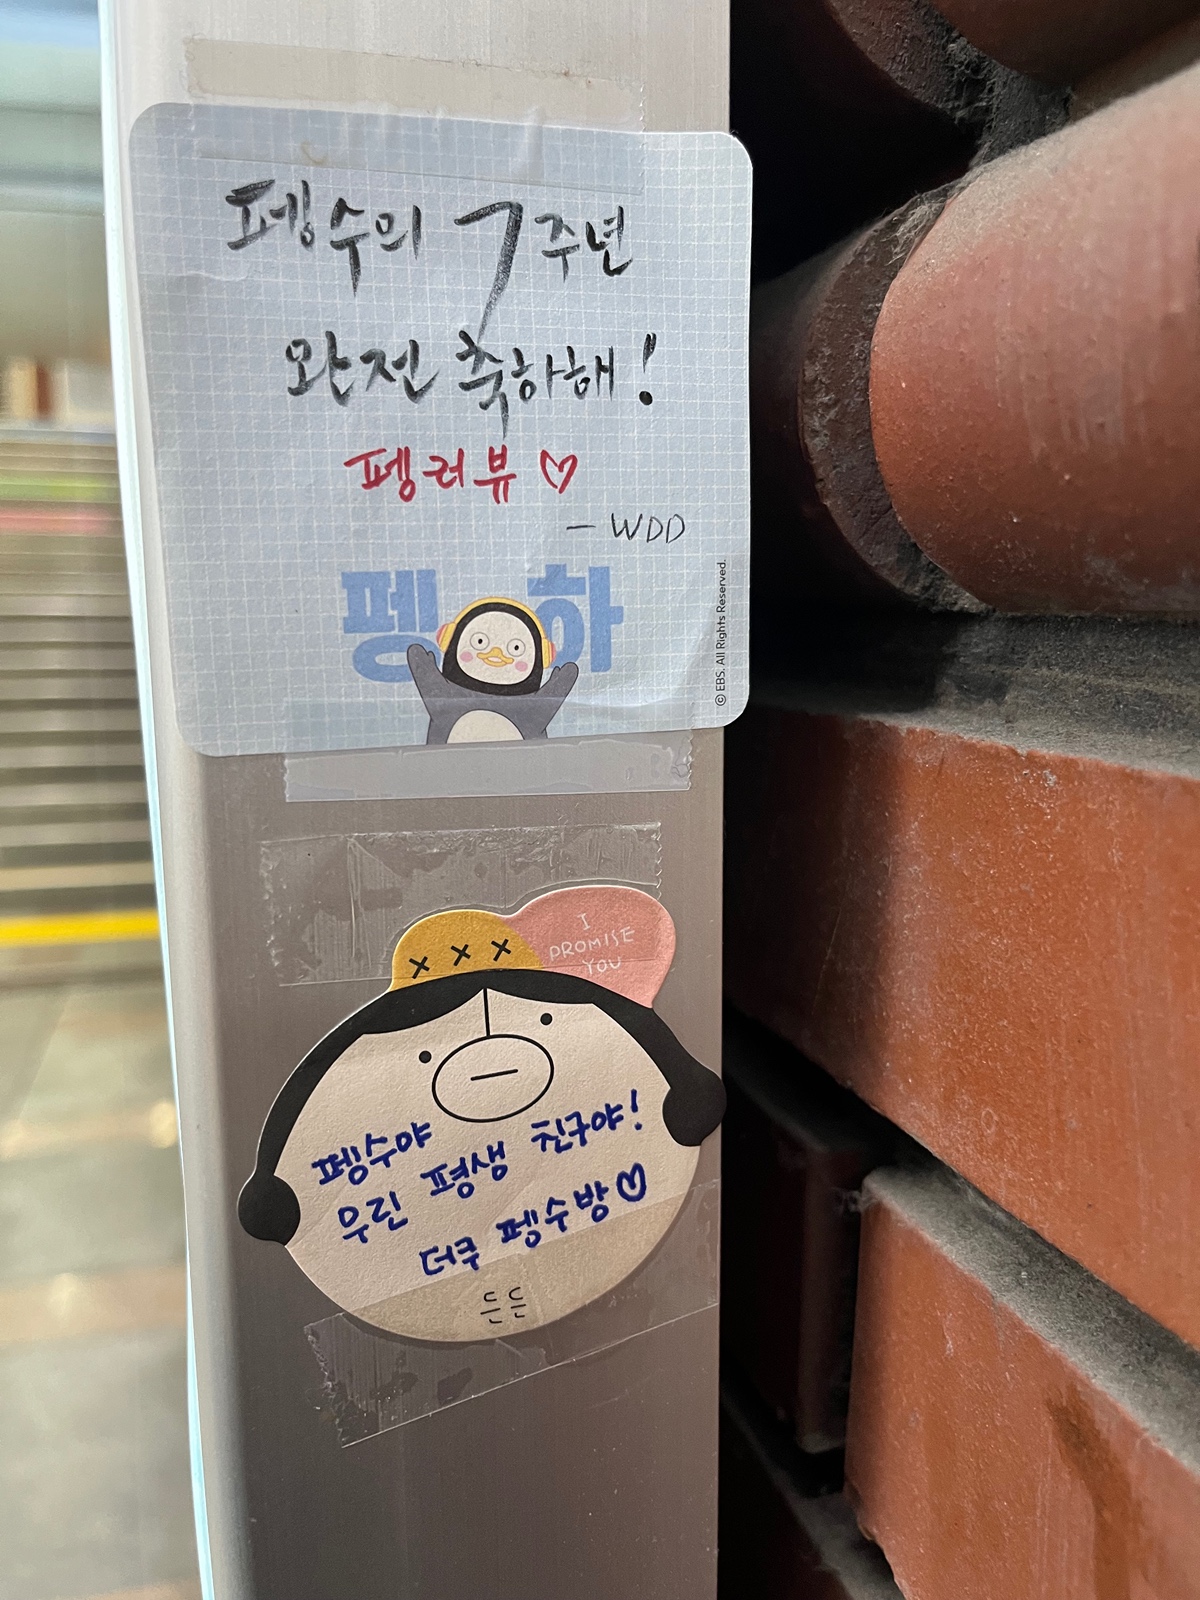 펭수의 7주년
완전 축하해!
펭러뷰♡
- WDD
펭하
© EBS. All Rights Reserved.
I
PROMISE
YOU
펭수야
우린 평생 친구야!
더쿠 펭수방♡
든든